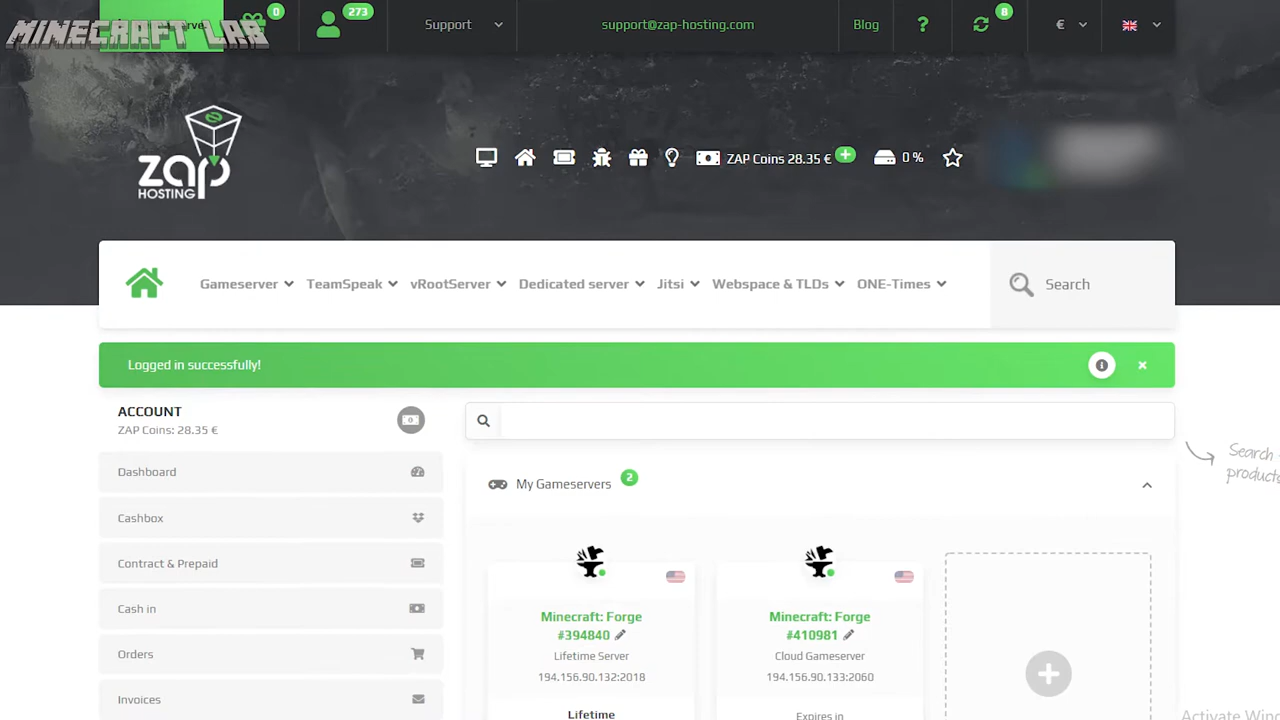 MINECRAFT LAB
0
273
Support
support@zap-hosting.com
Blog
?
8
€
zap
HOSTING
ZAP Coins 28.35 €
0 %
Gameserver
TeamSpeak
vRootServer
Dedicated server
Jitsi
Webspace & TLDs
ONE-Times
Search
Logged in successfully!
ACCOUNT
ZAP Coins: 28.35 €
Dashboard
Cashbox
Contract & Prepaid
Cash in
Orders
Invoices
Search
products
My Gameservers 2
Minecraft: Forge
#394840
Lifetime Server
194.156.90.132:2018
Lifetime
Minecraft: Forge
#410981
Cloud Gameserver
194.156.90.133:2060
Expires in
Activate Win